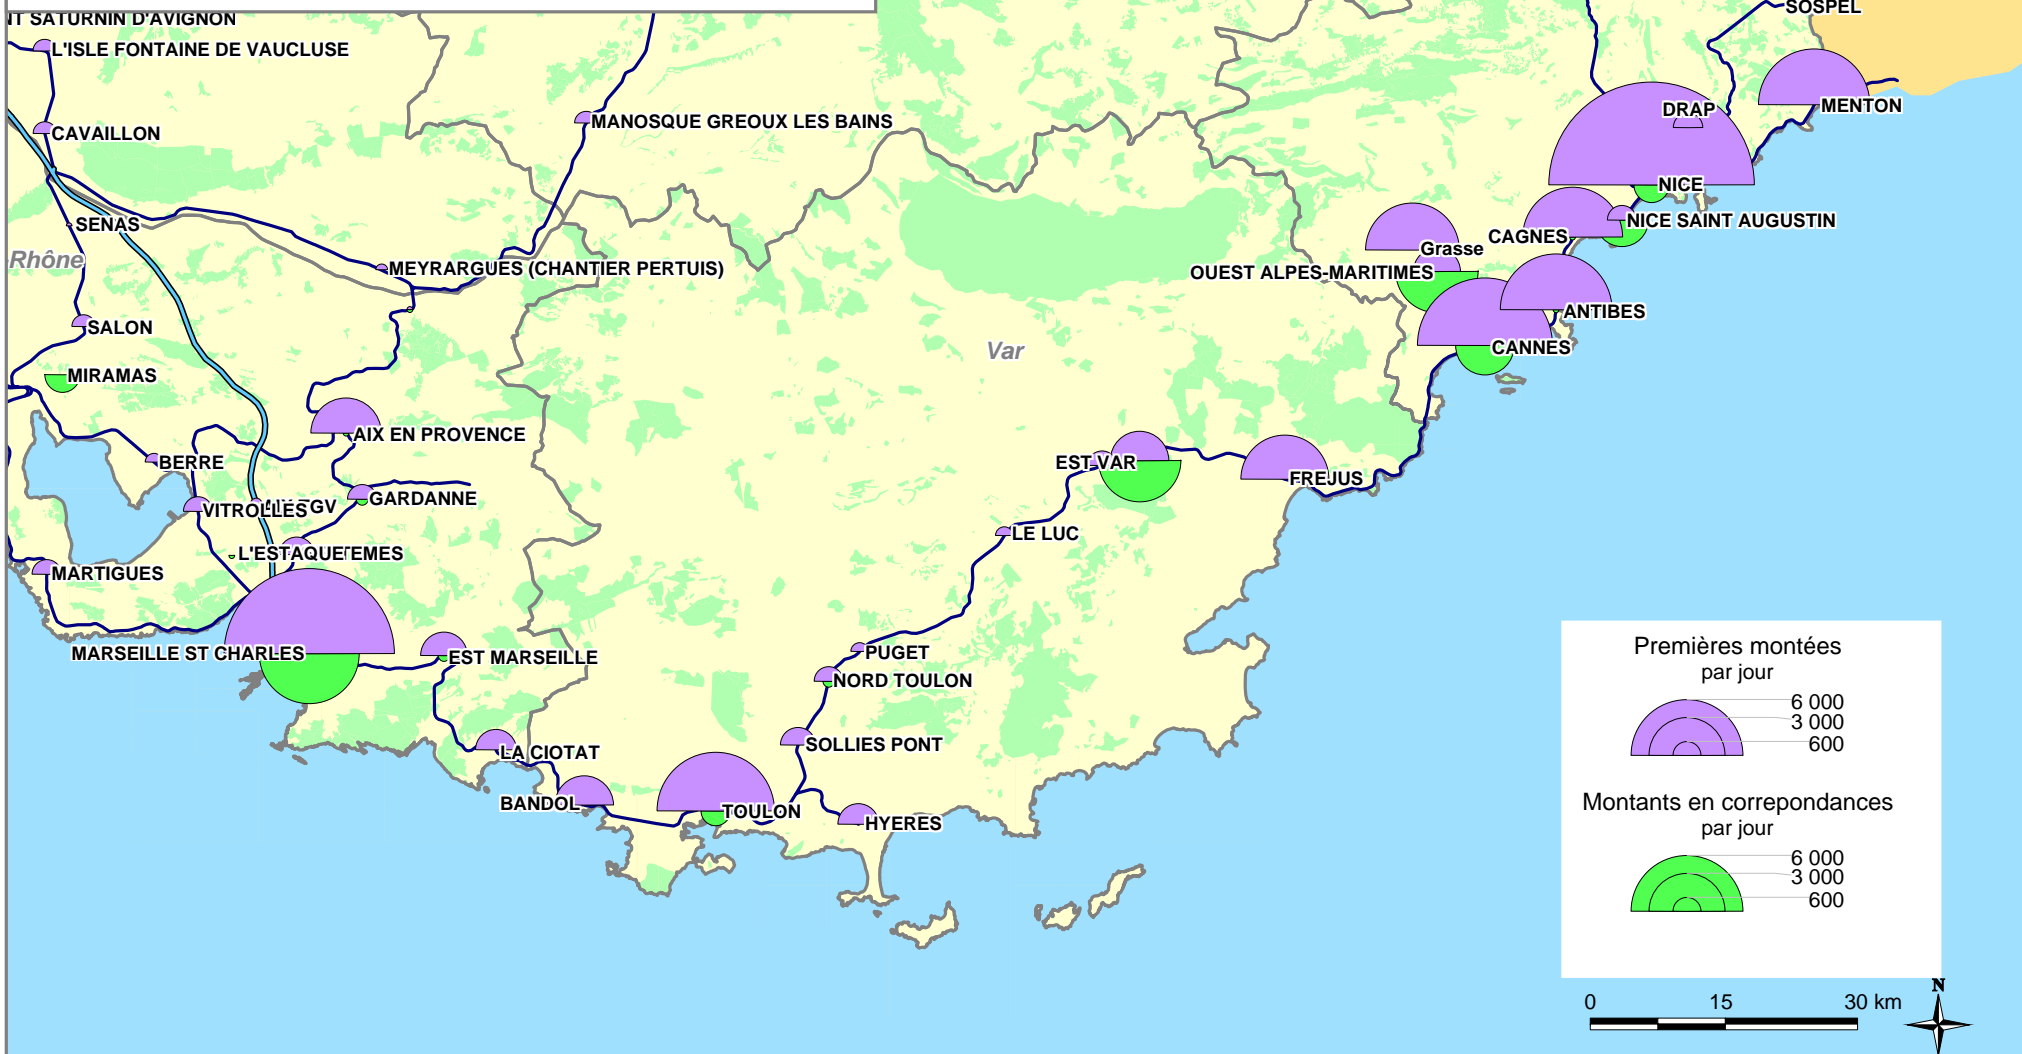 NT SATURNIN D'AVIGNON
SOSPEL
L'ISLE FONTAINE DE VAUCLUSE
DRAP
MENTON
MANOSQUE GREOUX LES BAINS
CAVAILLON
NICE
SENAS
NICE SAINT AUGUSTIN
CAGNES
Grasse
-Rhône
MEYRARGUES (CHANTIER PERTUIS)
OUEST ALPES-MARITIMES
ANTIBES
SALON
Var
CANNES
MIRAMAS
AIX EN PROVENCE
BERRE
EST VAR
FREJUS
GARDANNE
VITROLLES
GV
LE LUC
L'ESTAQUE
TEMES
MARTIGUES
MARSEILLE ST CHARLES
EST MARSEILLE
PUGET
NORD TOULON
SOLLIES PONT
LA CIOTAT
BANDOL
TOULON
HYERES
Premières montées
par jour
6 000
3 000
600
Montants en correpondances
par jour
6 000
3 000
600
N
0 15 30 km